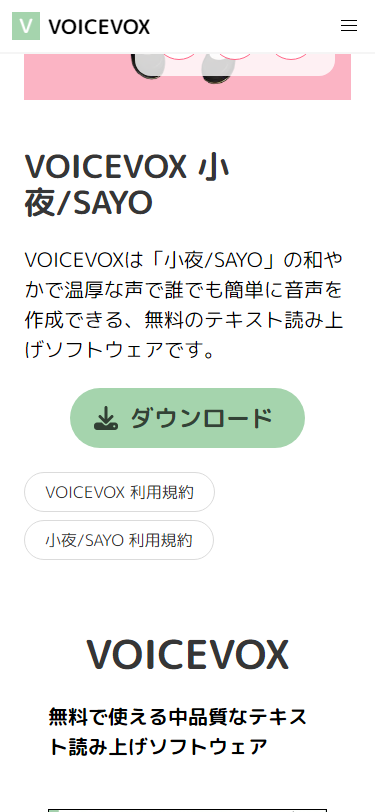 V VOICEVOX
VOICEVOX 小
夜/SAYO
VOICEVOXは「小夜/SAYO」の和や
かで温厚な声で誰でも簡単に音声を
作成できる、無料のテキスト読み上
げソフトウェアです。
ダウンロード
VOICEVOX 利用規約
小夜/SAYO 利用規約
VOICEVOX
無料で使える中品質なテキス
ト読み上げソフトウェア